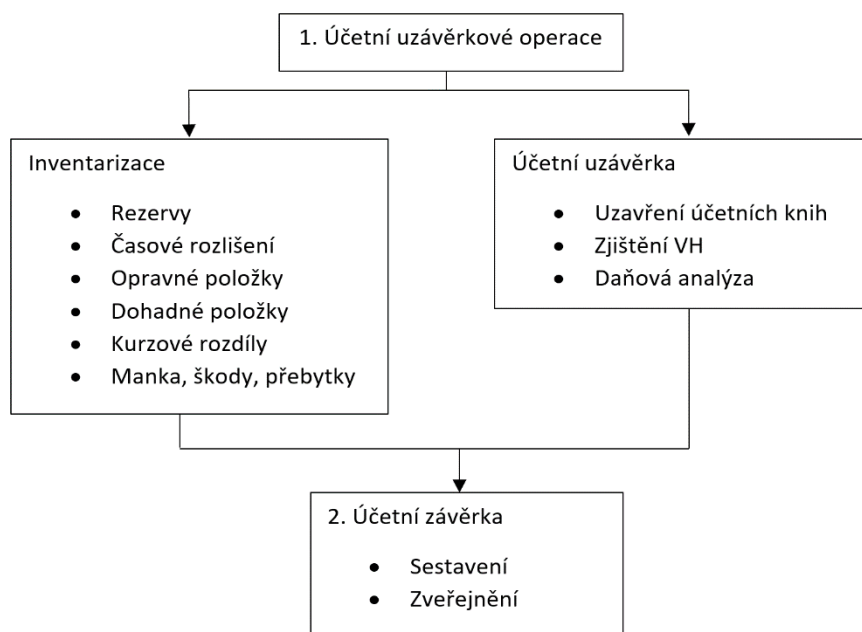 1. Účetní uzávěrkové operace
Inventarizace
• Rezervy
• Časové rozlišení
• Opravné položky
• Dohadné položky
• Kurzové rozdíly
• Manka, škody, přebytky
Účetní uzávěrka
• Uzavření účetních knih
• Zjištění VH
• Daňová analýza
2. Účetní závěrka
• Sestavení
• Zveřejnění